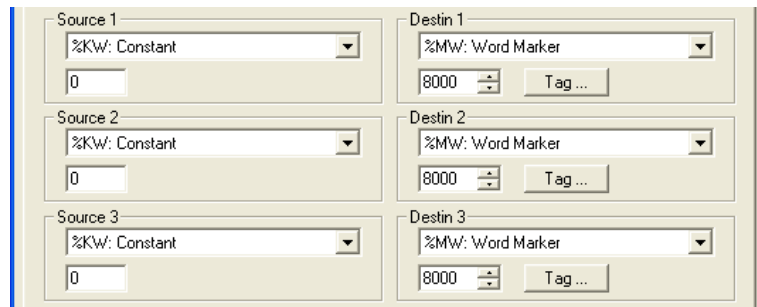 Source 1
Destin 1
%KW: Constant
%MW: Word Marker
0
8000
Tag ...
Source 2
Destin 2
%KW: Constant
%MW: Word Marker
0
8000
Tag ...
Source 3
Destin 3
%KW: Constant
%MW: Word Marker
0
8000
Tag ...